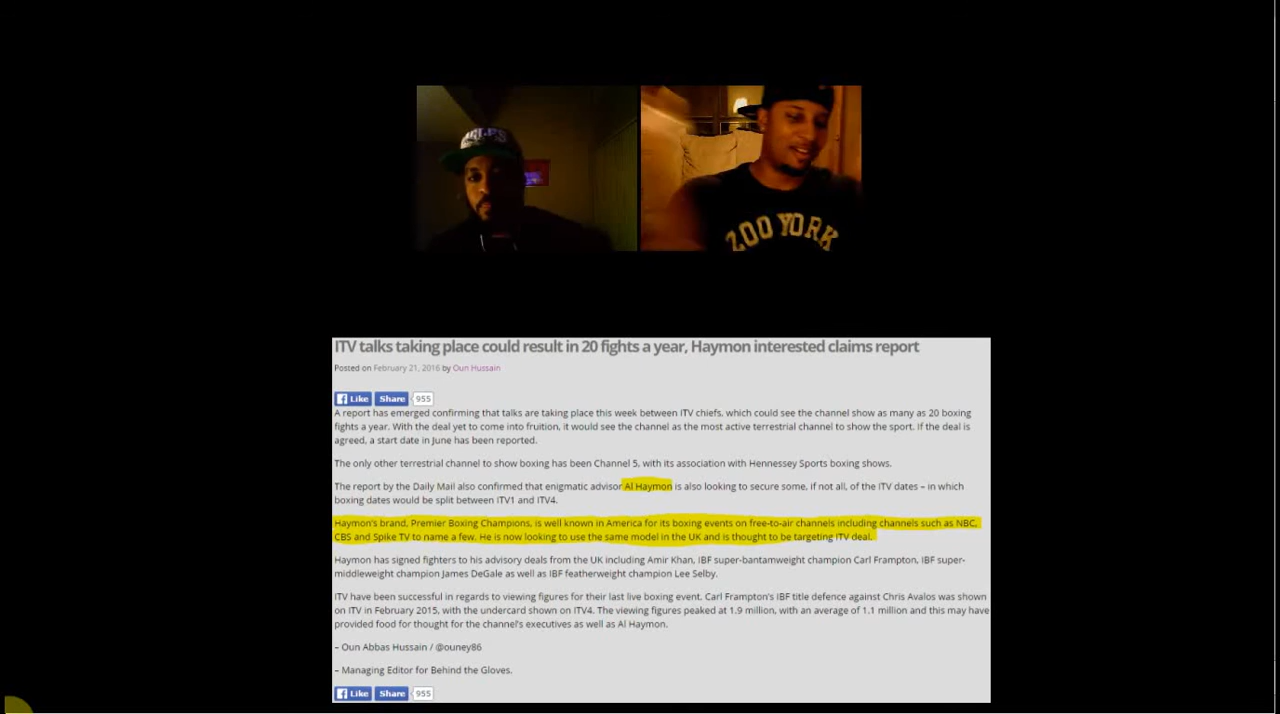 ZOO YORK
ITV talks taking place could result in 20 fights a year, Haymon interested claims report
Posted on February 21, 2016 by Oun Hussain
Like Share 955
A report has emerged confirming that talks are taking place this week between ITV chiefs, which could see the channel show as many as 20 boxing
fights a year. With the deal yet to come into fruition, it would see the channel as the most active terrestrial channel to show the sport. If the deal is
agreed, a start date in June has been reported.
The only other terrestrial channel to show boxing has been Channel 5, with its association with Hennessey Sports boxing shows.
The report by the Daily Mail also confirmed that enigmatic advisor Al Haymon is also looking to secure some, if not all, of the ITV dates – in which
boxing dates would be split between ITV1 and ITV4.
Haymon's brand, Premier Boxing Champions, is well known in America for its boxing events on free-to-air channels including channels such as NBC,
CBS and Spike TV to name a few. He is now looking to use the same model in the UK and is thought to be targeting ITV deal.
Haymon has signed fighters to his advisory deals from the UK including Amir Khan, IBF super-bantamweight champion Carl Frampton, IBF super-
middleweight champion James DeGale as well as IBF featherweight champion Lee Selby.
ITV have been successful in regards to viewing figures for their last live boxing event. Carl Frampton's IBF title defence against Chris Avalos was shown
on ITV in February 2015, with the undercard shown on ITV4. The viewing figures peaked at 1.9 million, with an average of 1.1 million and this may have
provided food for thought for the channel's executives as well as Al Haymon.
– Oun Abbas Hussain / @ouney86
– Managing Editor for Behind the Gloves.
Like Share 955